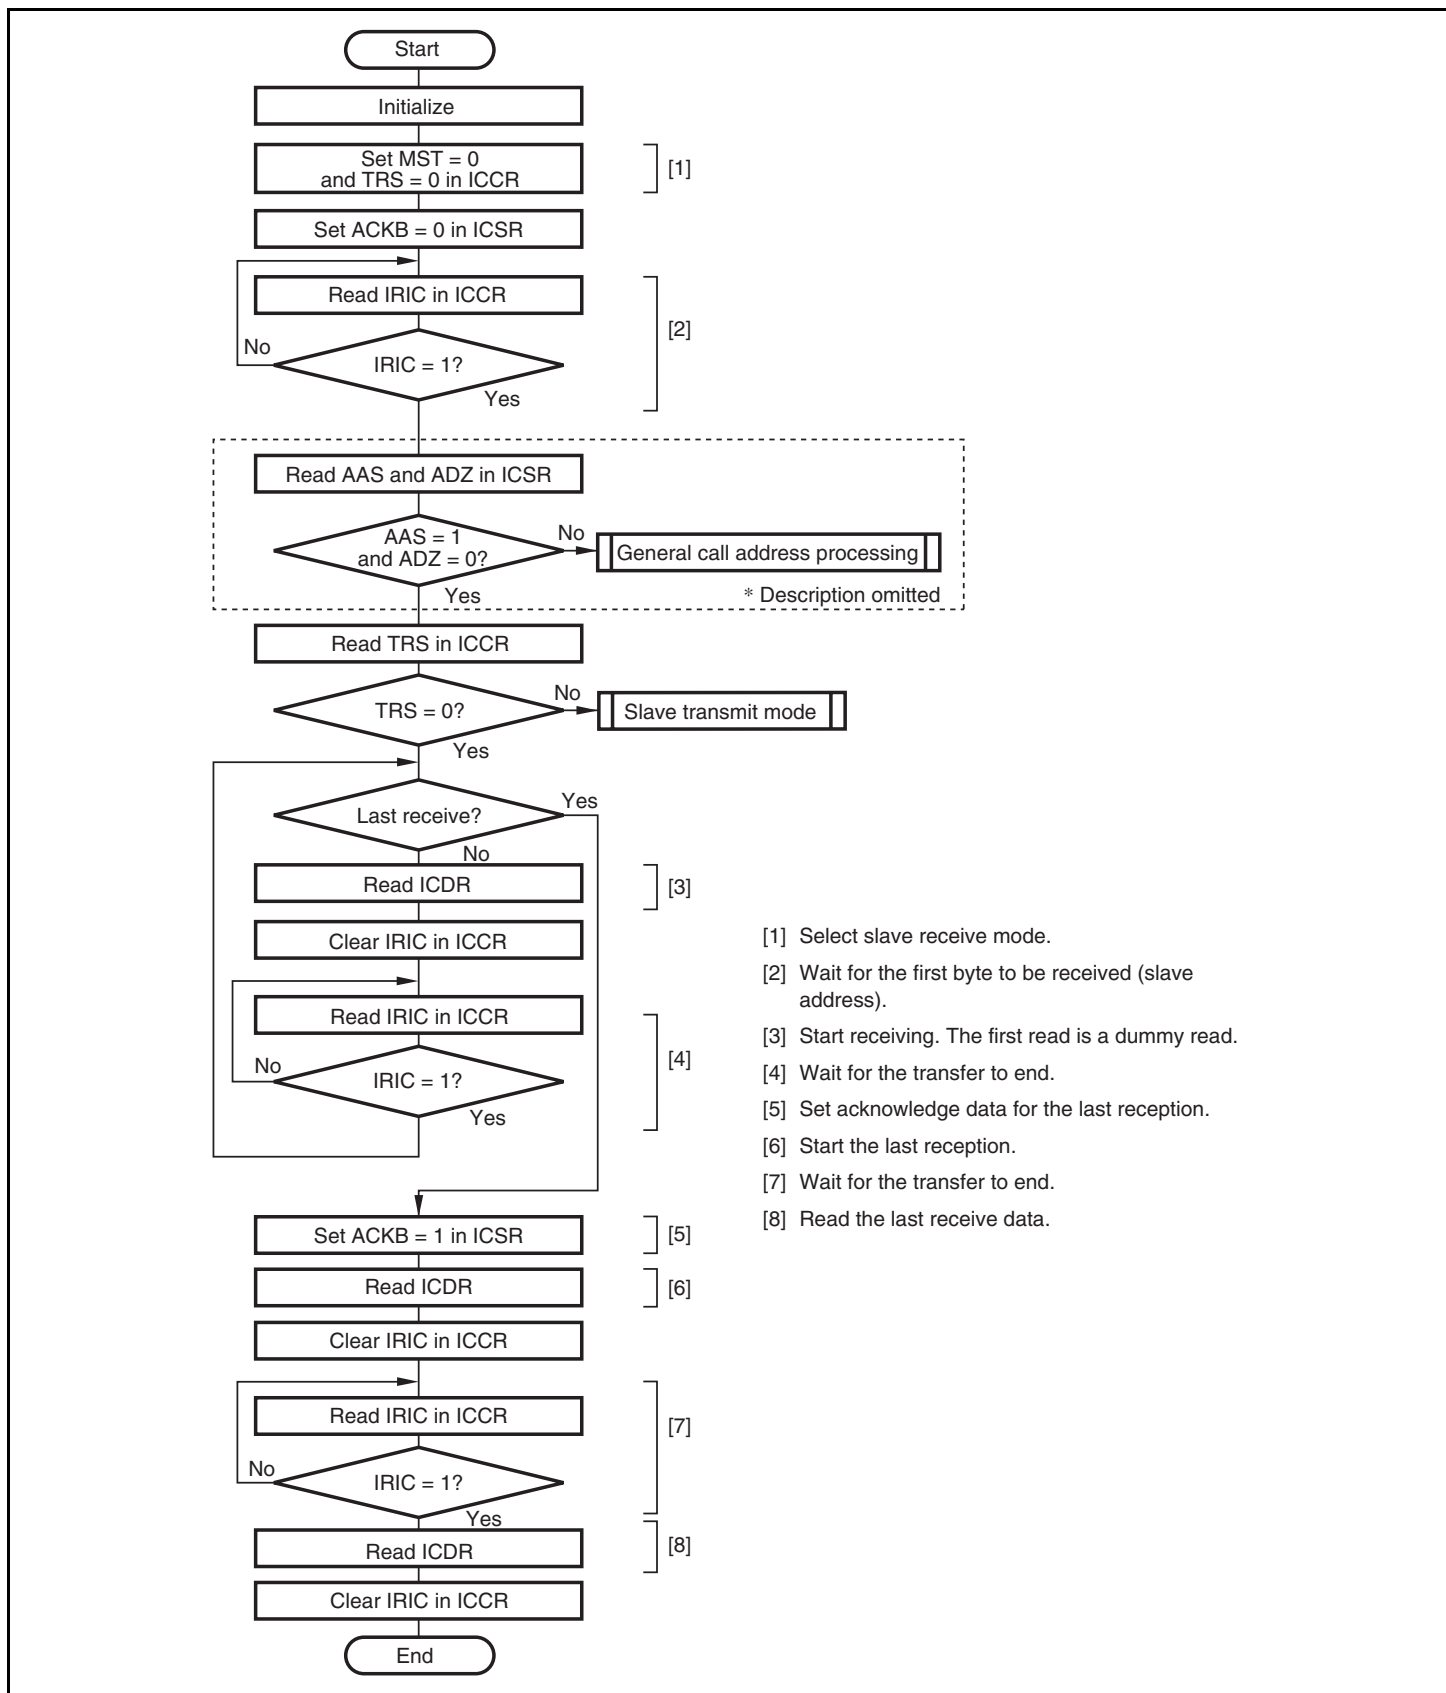 Start
Initialize
Set MST = 0
and TRS = 0 in ICCR
[1]
Set ACKB = 0 in ICSR
Read IRIC in ICCR
[2]
No
IRIC = 1?
Yes
Read AAS and ADZ in ICSR
AAS = 1
and ADZ = 0?
No
General call address processing
Yes
* Description omitted
Read TRS in ICCR
TRS = 0?
No
Slave transmit mode
Yes
Last receive?
Yes
No
Read ICDR
[3]
Clear IRIC in ICCR
Read IRIC in ICCR
[4]
No
IRIC = 1?
Yes
[1] Select slave receive mode.
[2] Wait for the first byte to be received (slave
address).
[3] Start receiving. The first read is a dummy read.
[4] Wait for the transfer to end.
[5] Set acknowledge data for the last reception.
[6] Start the last reception.
[7] Wait for the transfer to end.
[8] Read the last receive data.
Set ACKB = 1 in ICSR
[5]
Read ICDR
[6]
Clear IRIC in ICCR
Read IRIC in ICCR
[7]
No
IRIC = 1?
Yes
Read ICDR
[8]
Clear IRIC in ICCR
End